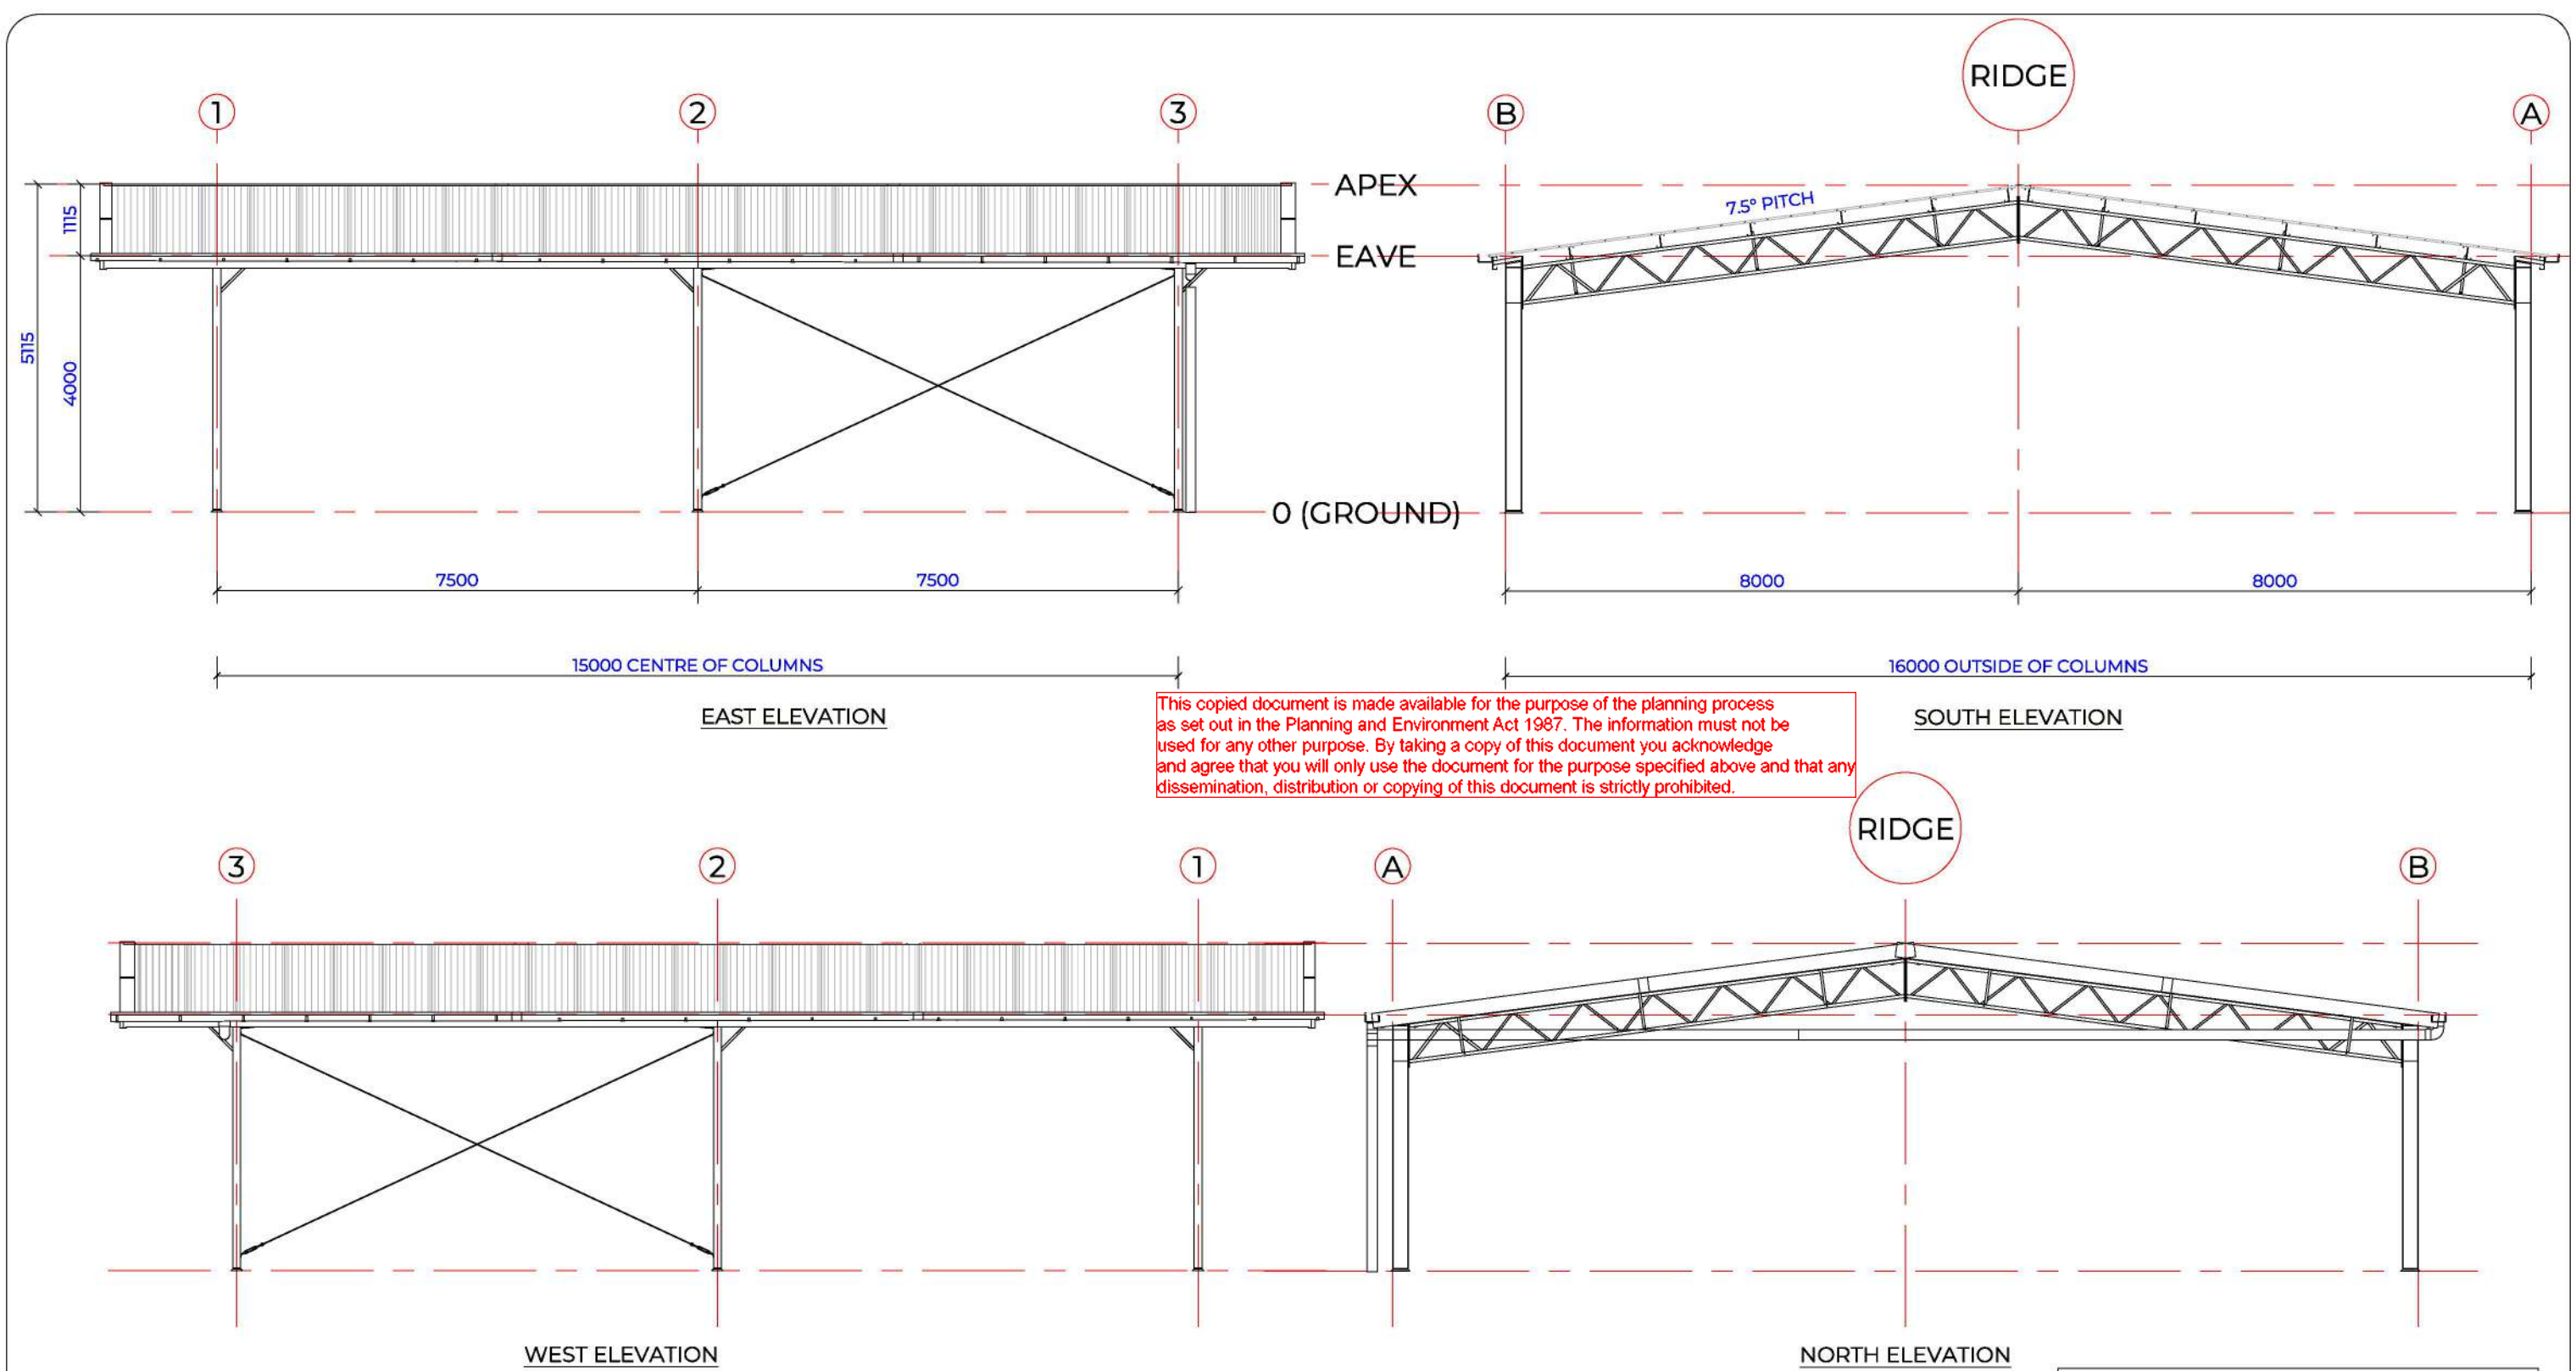 RIDGE
1
2
3
B
A
APEX
7.5° PITCH
1115
EAVE
5115
4000
0 (GROUND)
7500
7500
8000
8000
15000 CENTRE OF COLUMNS
16000 OUTSIDE OF COLUMNS
EAST ELEVATION
SOUTH ELEVATION
This copied document is made available for the purpose of the planning process
as set out in the Planning and Environment Act 1987. The information must not be
used for any other purpose. By taking a copy of this document you acknowledge
and agree that you will only use the document for the purpose specified above and that any
dissemination, distribution or copying of this document is strictly prohibited.
RIDGE
3
2
1
A
B
WEST ELEVATION
NORTH ELEVATION